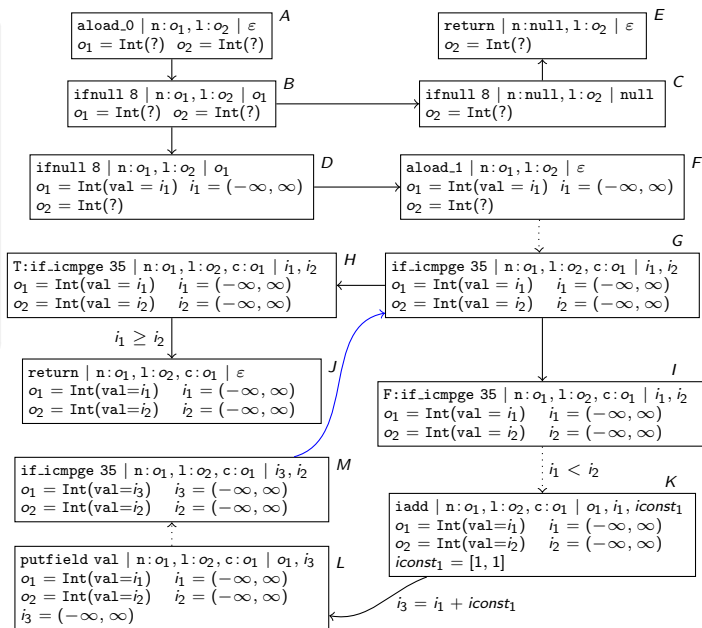 A
aload_0 | n:o₁, l:o₂ | ε
o₁ = Int(?) o₂ = Int(?)
E
return | n:null, l:o₂ | ε
o₂ = Int(?)
B
ifnull 8 | n:o₁, l:o₂ | o₁
o₁ = Int(?) o₂ = Int(?)
C
ifnull 8 | n:null, l:o₂ | null
o₂ = Int(?)
D
ifnull 8 | n:o₁, l:o₂ | o₁
o₁ = Int(val = i₁) i₁ = (−∞, ∞)
o₂ = Int(?)
F
aload_1 | n:o₁, l:o₂ | ε
o₁ = Int(val = i₁) i₁ = (−∞, ∞)
o₂ = Int(?)
H
T:if_icmpge 35 | n:o₁, l:o₂, c:o₁ | i₁, i₂
o₁ = Int(val = i₁) i₁ = (−∞, ∞)
o₂ = Int(val = i₂) i₂ = (−∞, ∞)
G
if_icmpge 35 | n:o₁, l:o₂, c:o₁ | i₁, i₂
o₁ = Int(val = i₁) i₁ = (−∞, ∞)
o₂ = Int(val = i₂) i₂ = (−∞, ∞)
i₁ ≥ i₂
J
return | n:o₁, l:o₂, c:o₁ | ε
o₁ = Int(val=i₁) i₁ = (−∞, ∞)
o₂ = Int(val=i₂) i₂ = (−∞, ∞)
I
F:if_icmpge 35 | n:o₁, l:o₂, c:o₁ | i₁, i₂
o₁ = Int(val = i₁) i₁ = (−∞, ∞)
o₂ = Int(val = i₂) i₂ = (−∞, ∞)
i₁ < i₂
M
if_icmpge 35 | n:o₁, l:o₂, c:o₁ | i₃, i₂
o₁ = Int(val=i₃) i₃ = (−∞, ∞)
o₂ = Int(val=i₂) i₂ = (−∞, ∞)
K
iadd | n:o₁, l:o₂, c:o₁ | o₁, i₁, iconst₁
o₁ = Int(val=i₁) i₁ = (−∞, ∞)
o₂ = Int(val=i₂) i₂ = (−∞, ∞)
iconst₁ = [1, 1]
L
putfield val | n:o₁, l:o₂, c:o₁ | o₁, i₃
o₁ = Int(val=i₁) i₁ = (−∞, ∞)
o₂ = Int(val=i₂) i₂ = (−∞, ∞)
i₃ = (−∞, ∞)
i₃ = i₁ + iconst₁